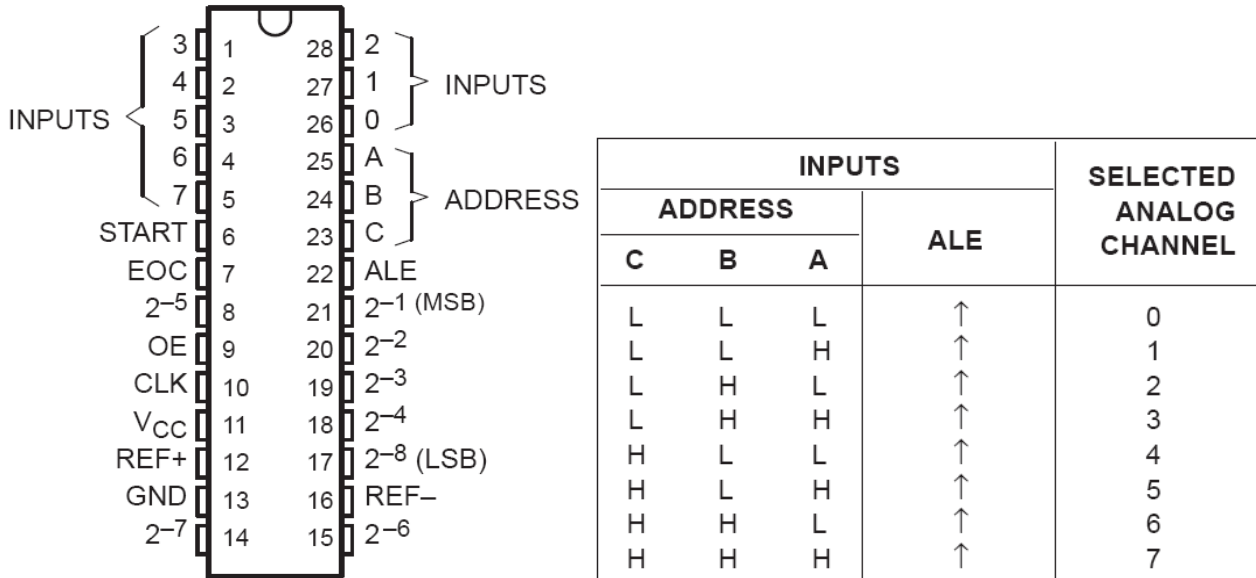 3 1 28 2
4 2 27 1
INPUTS 5 3 26 0 INPUTS
6 4 25 A
7 5 24 B ADDRESS
START 6 23 C
EOC 7 22 ALE
2–5 8 21 2–1 (MSB)
OE 9 20 2–2
CLK 10 19 2–3
VCC 11 18 2–4
REF+ 12 17 2–8 (LSB)
GND 13 16 REF–
2–7 14 15 2–6
INPUTS SELECTED ANALOG CHANNEL
ADDRESS ALE
C B A
L L L ↑ 0
L L H ↑ 1
L H L ↑ 2
L H H ↑ 3
H L L ↑ 4
H L H ↑ 5
H H L ↑ 6
H H H ↑ 7